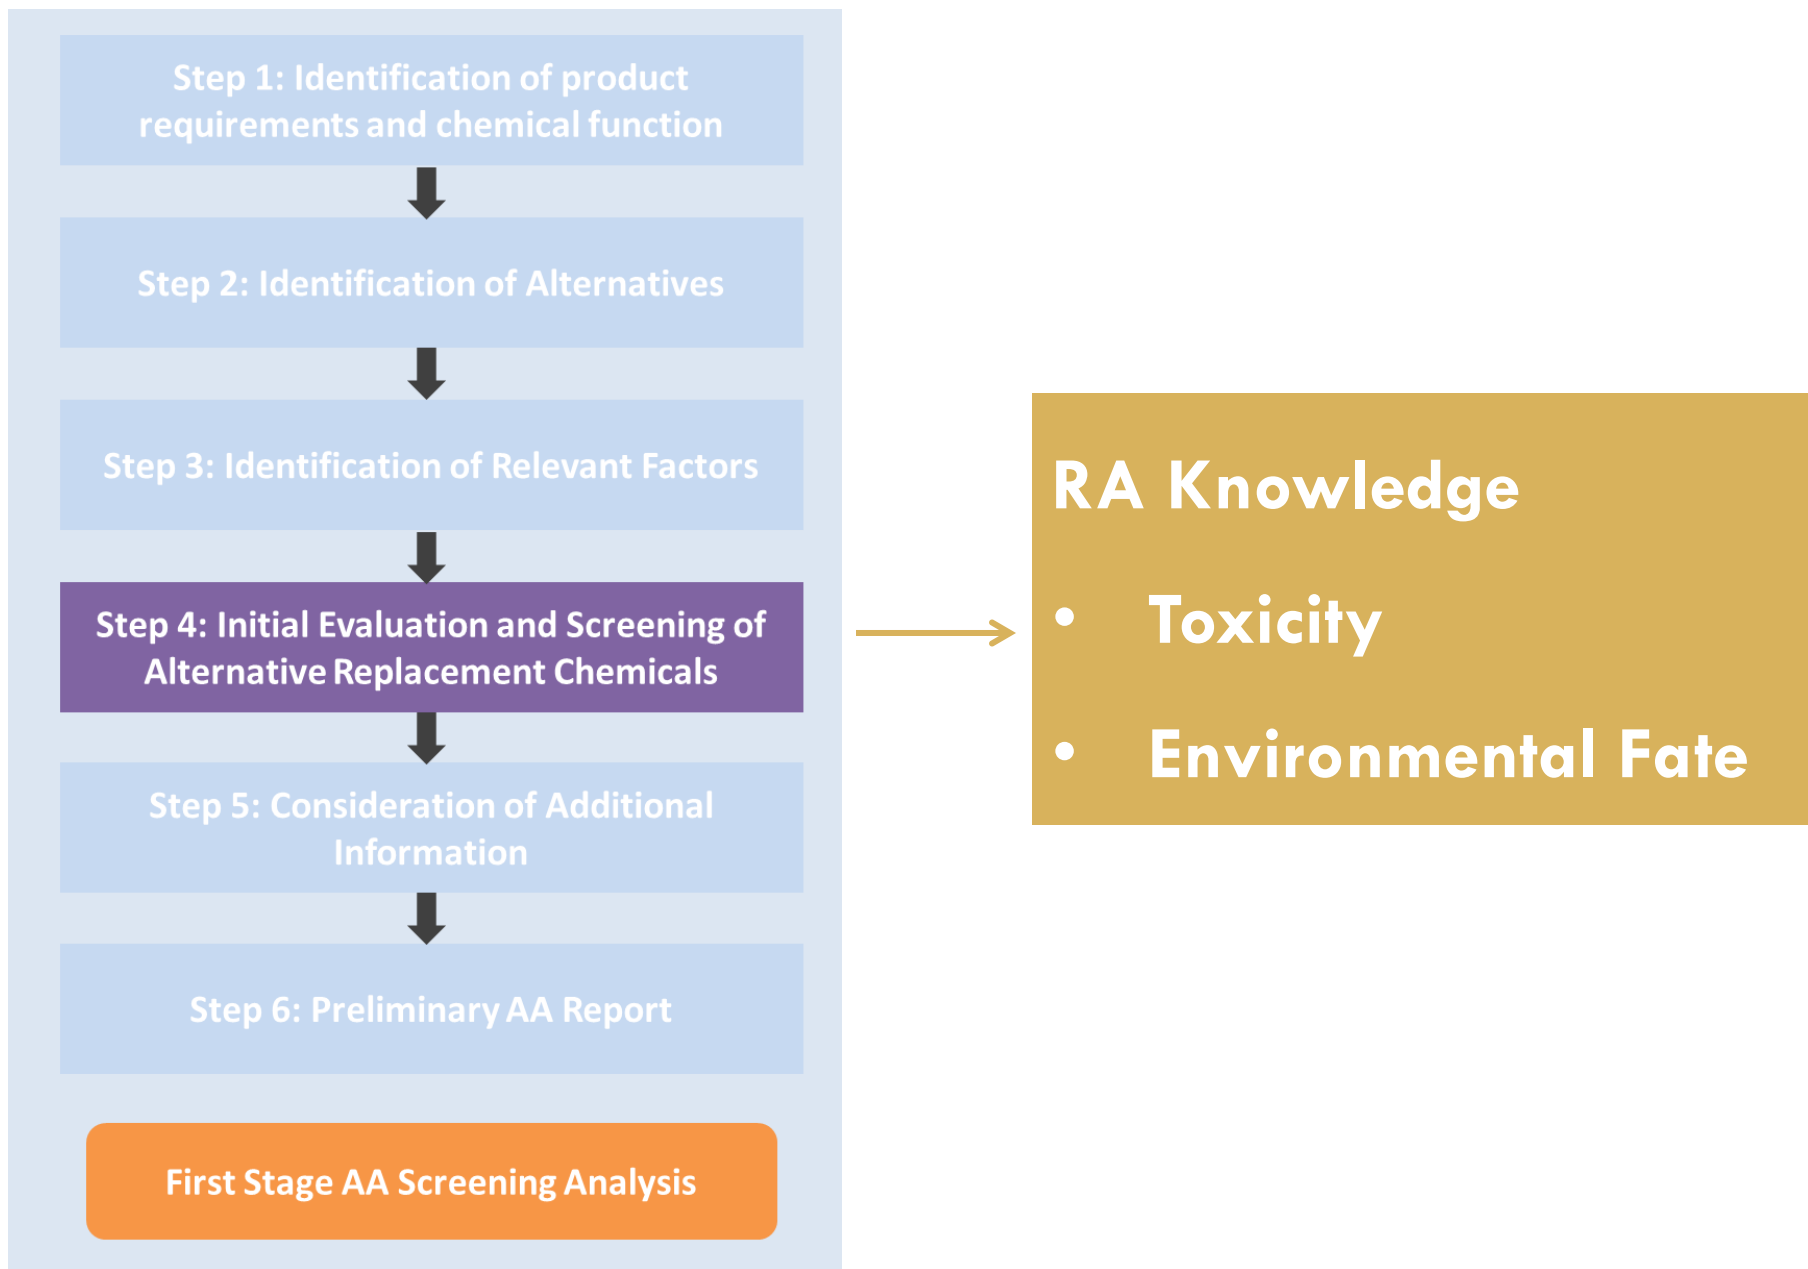 Step 1: Identification of product
requirements and chemical function
Step 2: Identification of Alternatives
Step 3: Identification of Relevant Factors
Step 4: Initial Evaluation and Screening of
Alternative Replacement Chemicals
Step 5: Consideration of Additional
Information
Step 6: Preliminary AA Report
First Stage AA Screening Analysis
RA Knowledge
• Toxicity
• Environmental Fate